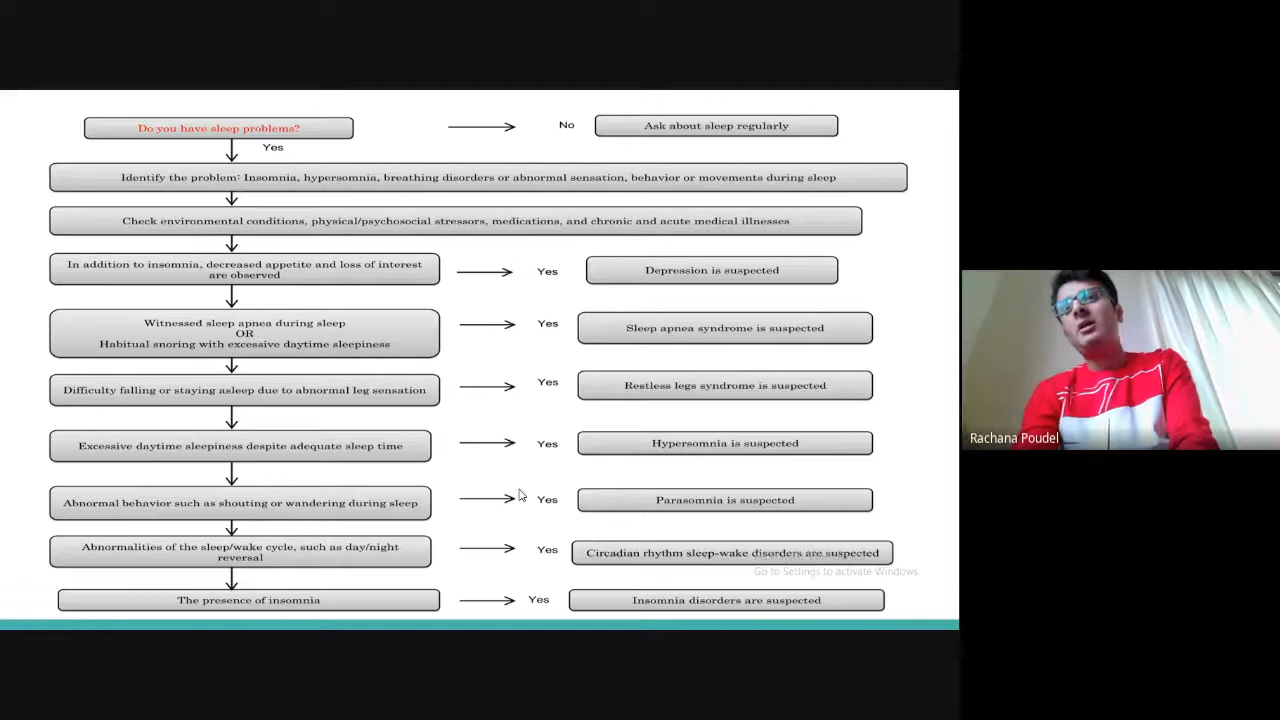 Do you have sleep problems?
No
Ask about sleep regularly
Yes
Identify the problem: Insomnia, hypersomnia, breathing disorders or abnormal sensation, behavior or movements during sleep
Check environmental conditions, physical/psychosocial stressors, medications, and chronic and acute medical illnesses
In addition to insomnia, decreased appetite and loss of interest
are observed
Yes
Depression is suspected
Witnessed sleep apnea during sleep
OR
Habitual snoring with excessive daytime sleepiness
Yes
Sleep apnea syndrome is suspected
Difficulty falling or staying asleep due to abnormal leg sensation
Yes
Restless legs syndrome is suspected
Excessive daytime sleepiness despite adequate sleep time
Yes
Hypersomnia is suspected
Abnormal behavior such as shouting or wandering during sleep
Yes
Parasomnia is suspected
Abnormalities of the sleep/wake cycle, such as day/night
reversal
Yes
Circadian rhythm sleep-wake disorders are suspected
Go to Settings to activate Windows.
The presence of insomnia
Yes
Insomnia disorders are suspected
Rachana Poudel